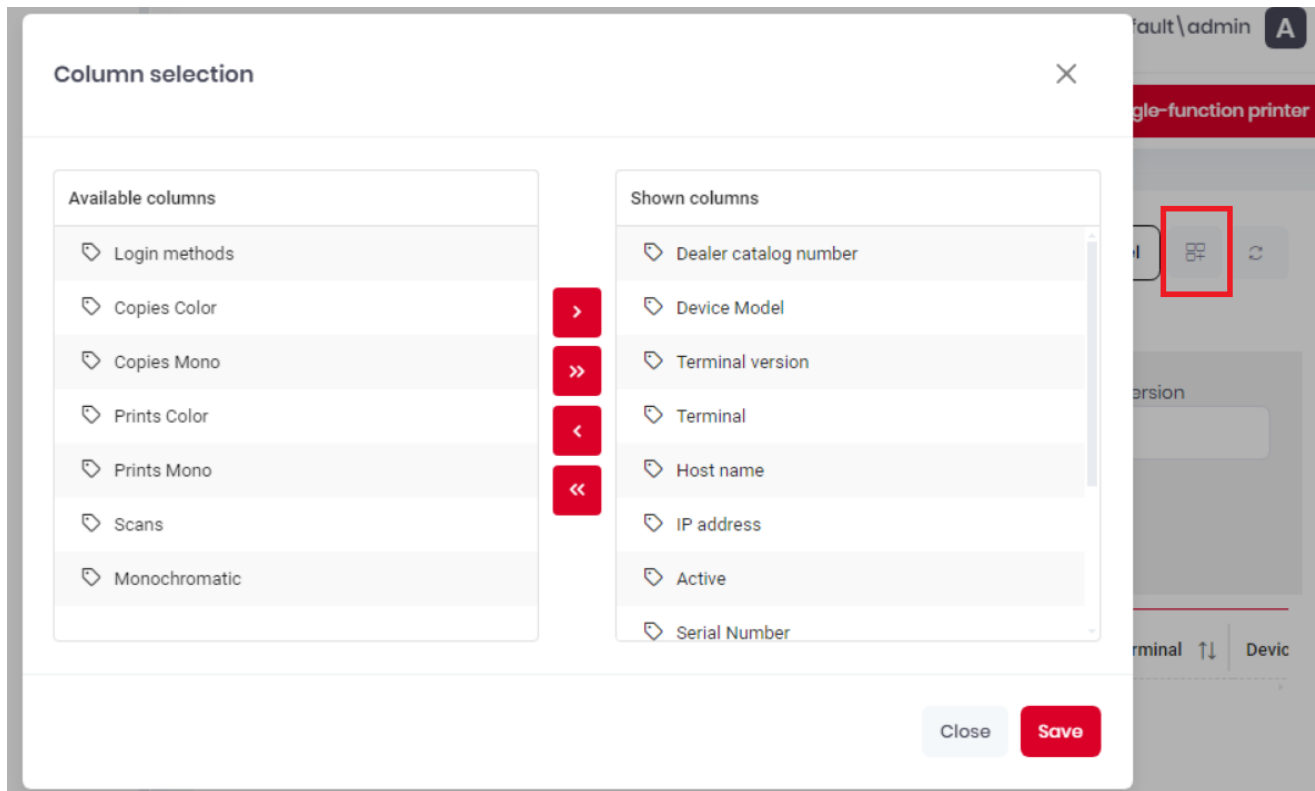 fault\admin A
Column selection
gle-function printer
Available columns
Login methods
Copies Color
Copies Mono
Prints Color
Prints Mono
Scans
Monochromatic
Shown columns
Dealer catalog number
Device Model
Terminal version
Terminal
Host name
IP address
Active
Serial Number
el
ersion
rminal
Devic
Close
Save